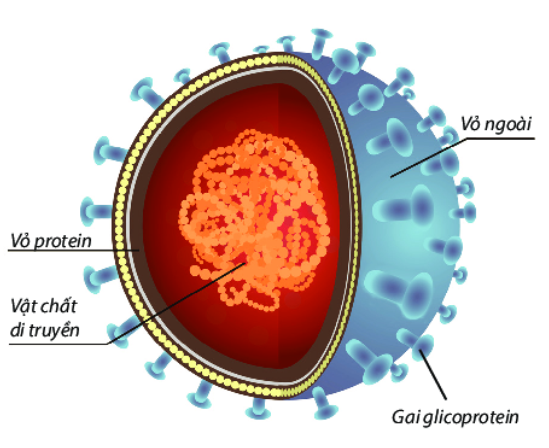 Vỏ ngoài
Vỏ protein
Vật chất
di truyền
Gai glicoprotein